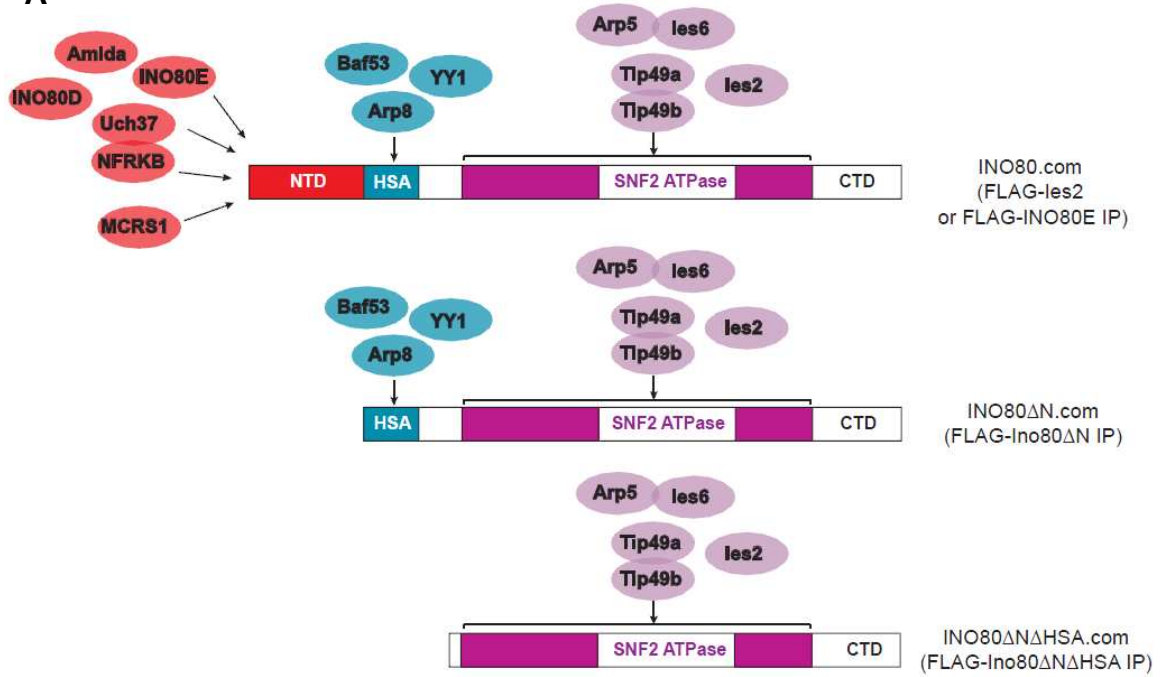 A
Arp5 Ies6
Amida
Baf53
INO80E
YY1
Tip49a
Ies2
INO80D
Arp8
Tip49b
Uch37
NFRKB
NTD HSA SNF2 ATPase CTD
MCRS1
INO80.com
(FLAG-Ies2
or FLAG-INO80E IP)
Arp5 Ies6
Baf53
YY1
Tip49a
Ies2
Arp8
Tip49b
HSA SNF2 ATPase CTD
INO80ΔN.com
(FLAG-Ino80ΔN IP)
Arp5 Ies6
Tip49a
Ies2
Tip49b
SNF2 ATPase CTD
INO80ΔNΔHSA.com
(FLAG-Ino80ΔNΔHSA IP)